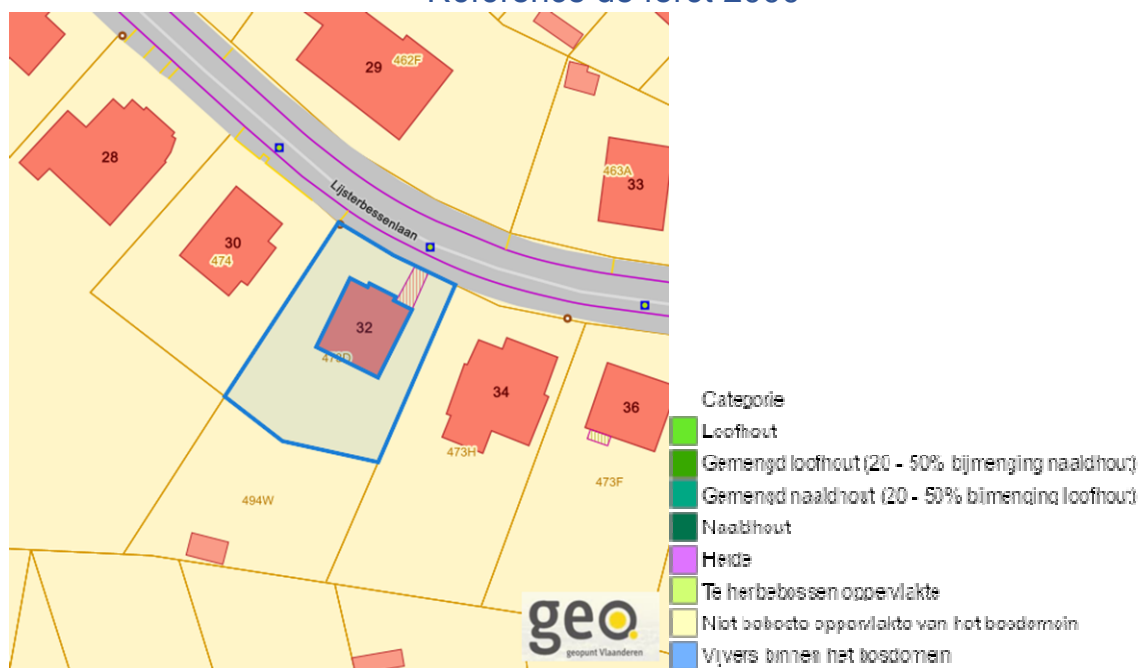 29
462F
28
463A
33
Lijsterbessenlaan
30
474
32
34
36
473H
473F
494W
geo
geopunt Vlaanderen
Categorie
Loofhout
Gemengd loofhout (20 - 50% bijmenging naaldhout)
Gemengd naaldhout (20 - 50% bijmenging loofhout)
Naaldhout
Heide
Te herbebossen oppervlakte
Niet beboste oppervlakte van het bosdomein
Vijvers binnen het bosdomein